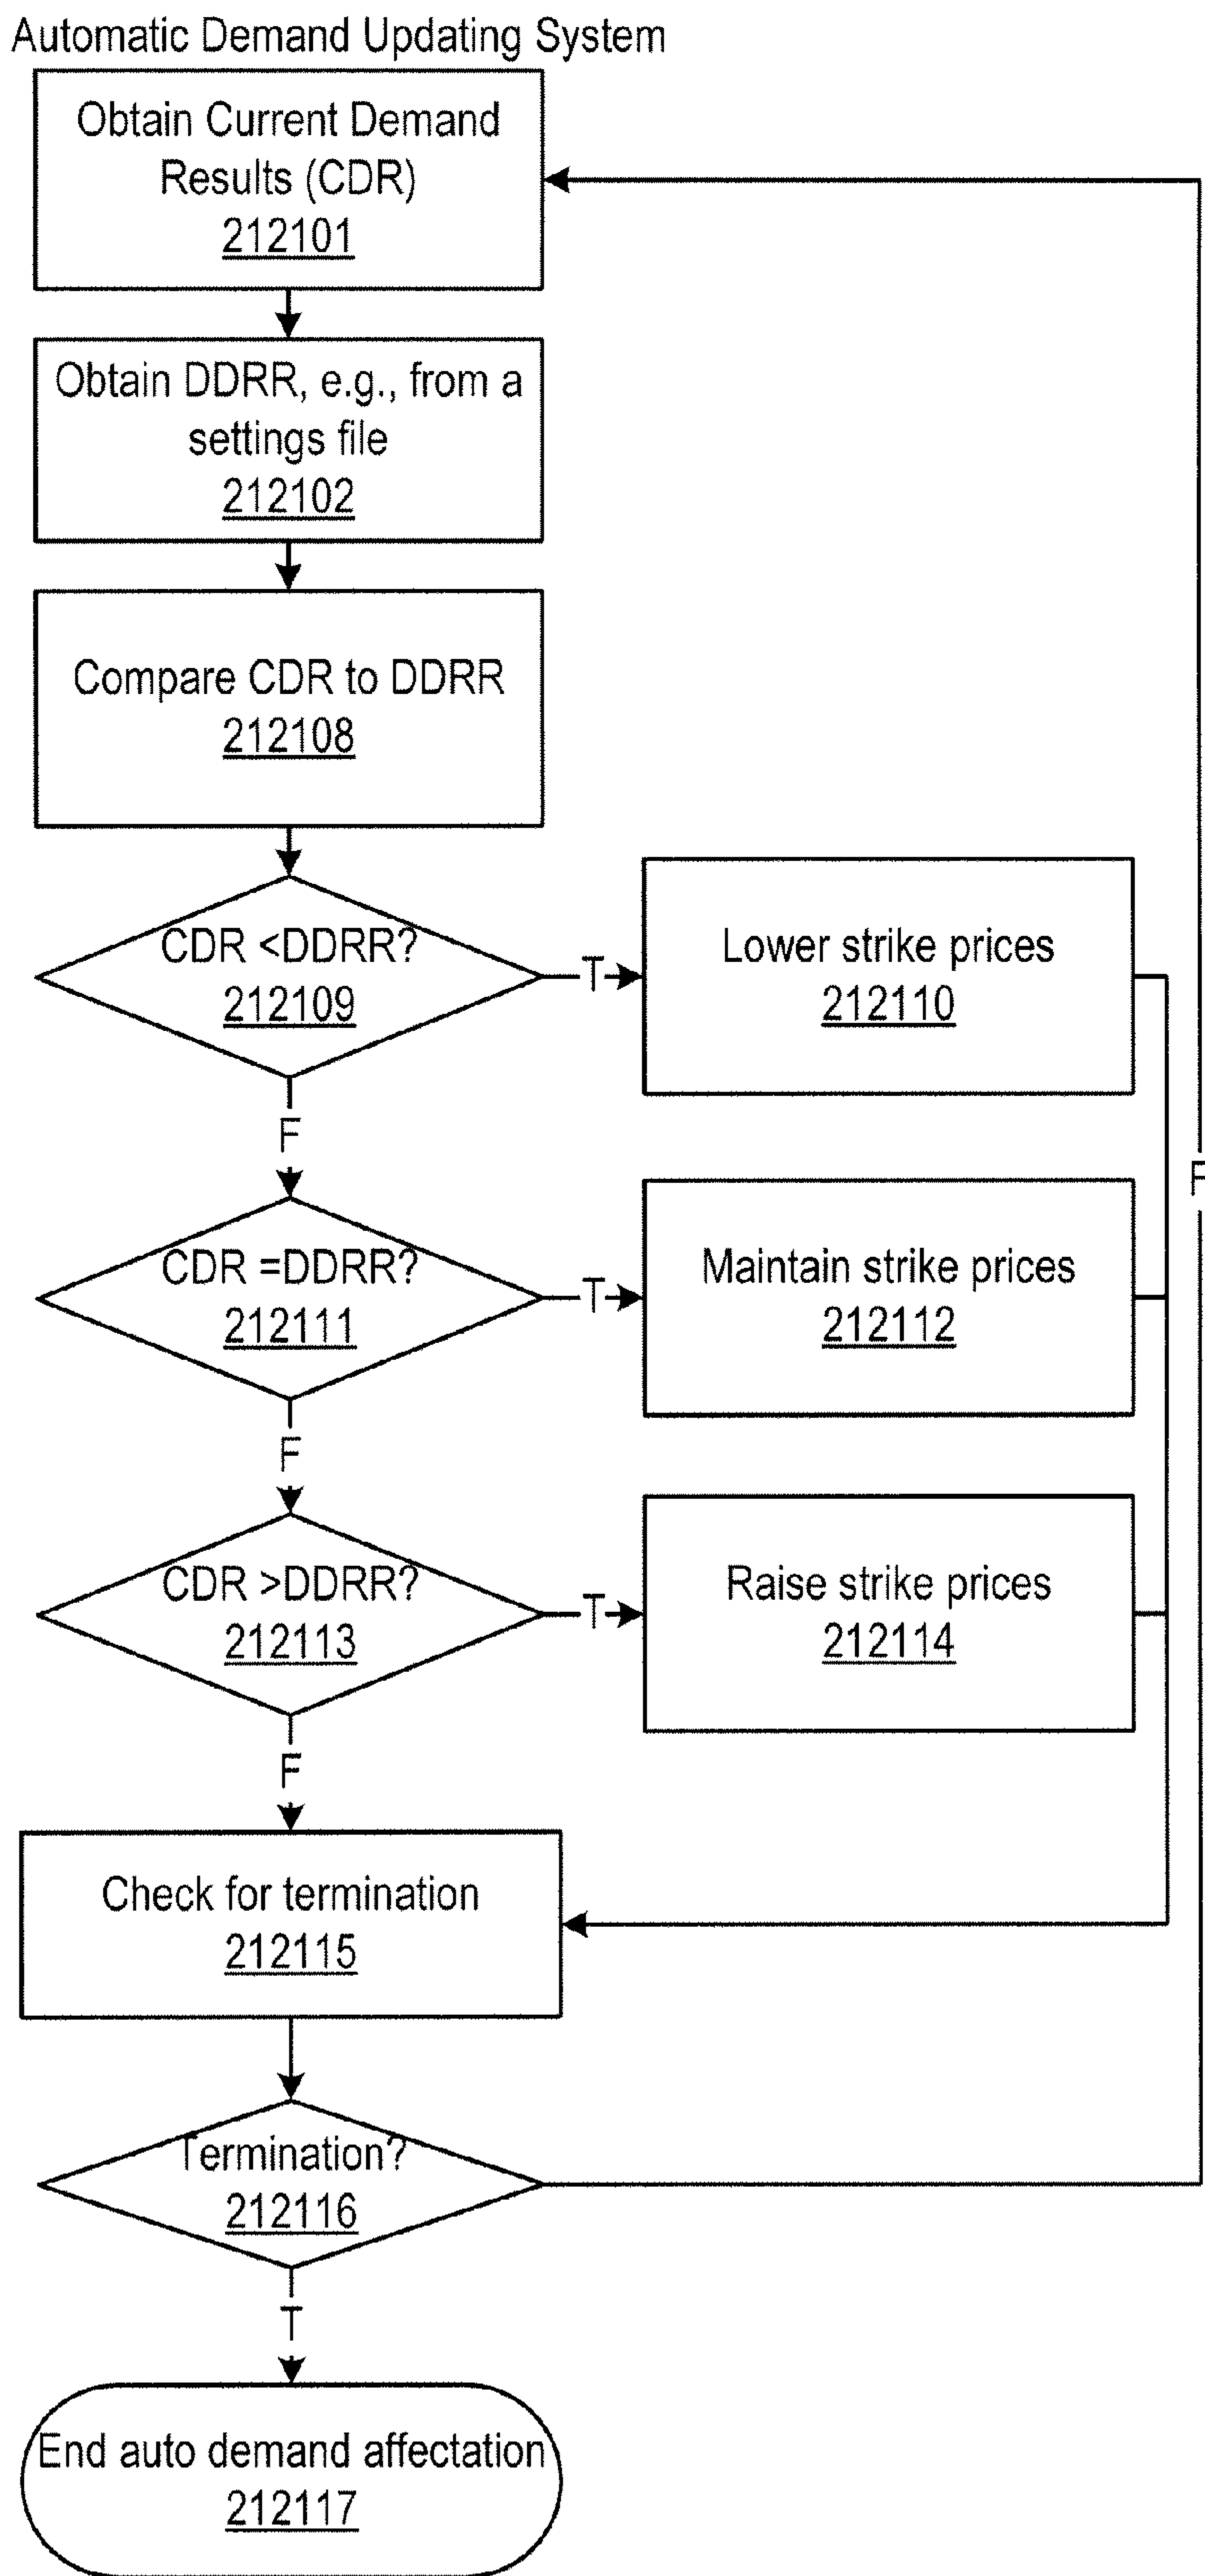 Automatic Demand Updating System
Obtain Current Demand
Results (CDR)
212101
Obtain DDRR, e.g., from a
settings file
212102
Compare CDR to DDRR
212108
CDR <DDRR?
212109
T
Lower strike prices
212110
F
F
CDR =DDRR?
212111
T
Maintain strike prices
212112
F
CDR >DDRR?
212113
T
Raise strike prices
212114
F
Check for termination
212115
Termination?
212116
T
End auto demand affectation
212117